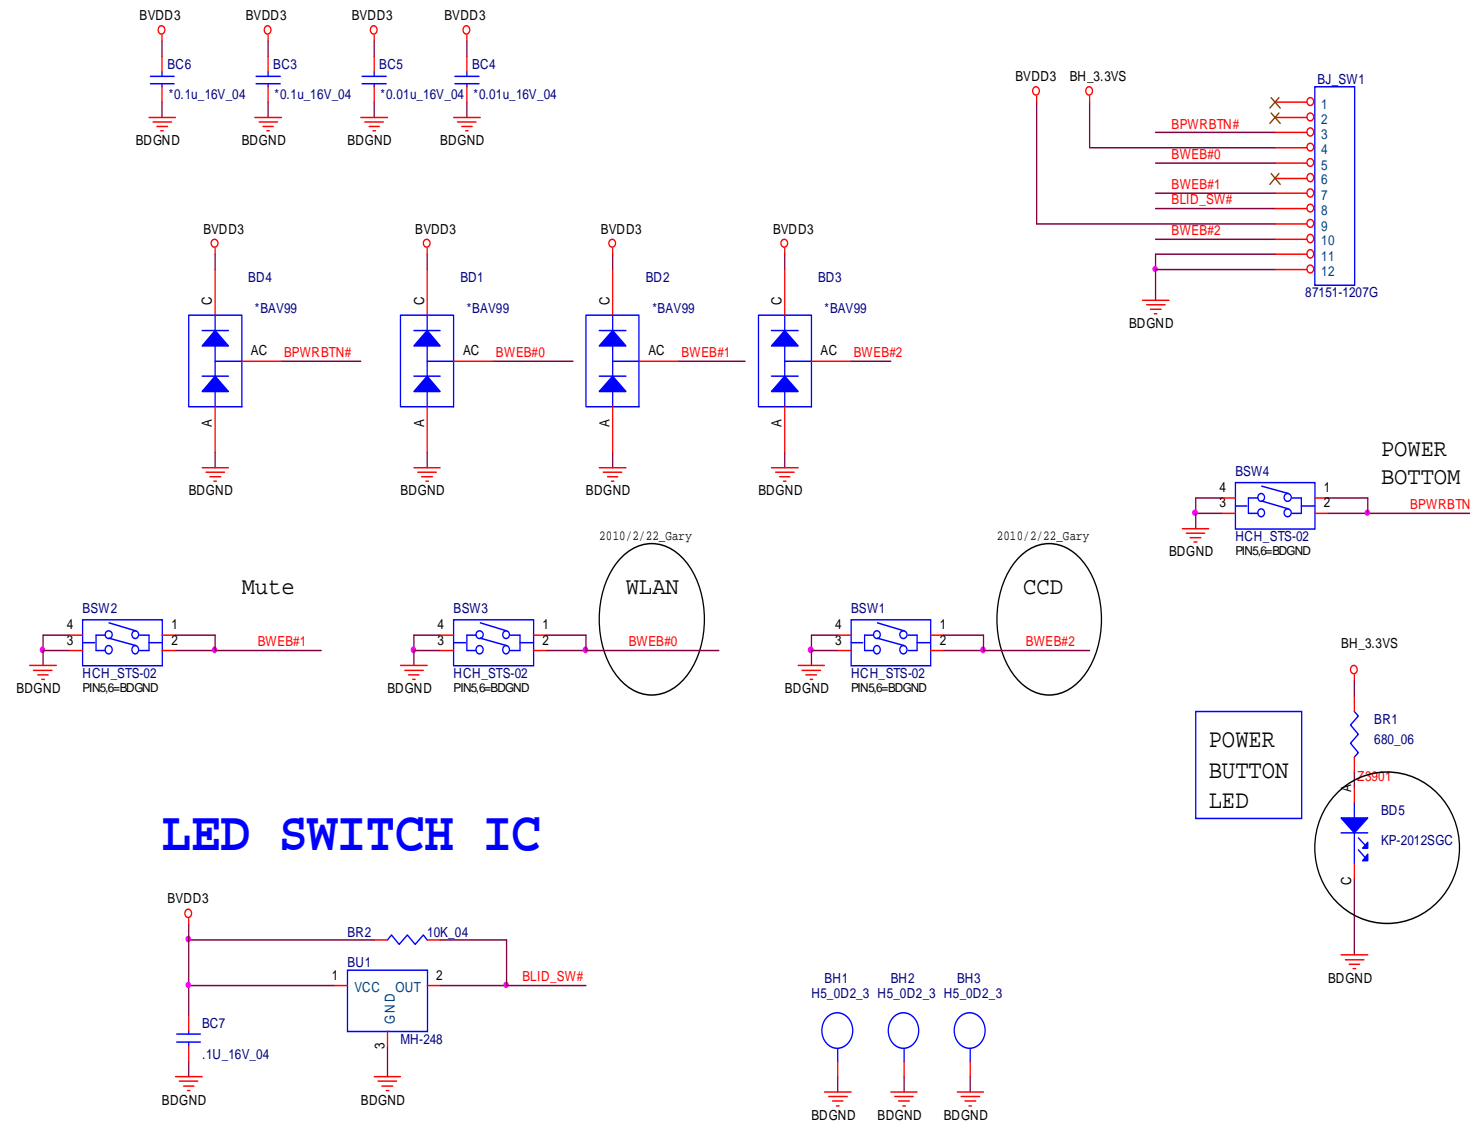 BVDD3 BVDD3 BVDD3 BVDD3
BC6 BC3 BC5 BC4
*0.1u_16V_04 *0.1u_16V_04 *0.01u_16V_04 *0.01u_16V_04
BDGND BDGND BDGND BDGND
BVDD3 BH_3.3VS
BJ_SW1
1
2
BPWRBTN# 3
4
BWEB#0 5
6
BWEB#1 7
BLID_SW# 8
9
BWEB#2 10
11
12
87151-1207G
BDGND
BVDD3 BVDD3 BVDD3 BVDD3
BD4 BD1 BD2 BD3
C C C C
*BAV99 *BAV99 *BAV99 *BAV99
AC BPWRBTN# AC BWEB#0 AC BWEB#1 AC BWEB#2
A A A A
BDGND BDGND BDGND BDGND
POWER
BOTTOM
BSW4
4 1
3 2
BPWRBTN
HCH_STS-02
PIN5,6=BDGND
BDGND
2010/2/22_Gary 2010/2/22_Gary
Mute WLAN CCD
BSW2 BSW3 BSW1
4 1 4 1 4 1
3 2 BWEB#1 3 2 BWEB#0 3 2 BWEB#2
HCH_STS-02 HCH_STS-02 HCH_STS-02
PIN5,6=BDGND PIN5,6=BDGND PIN5,6=BDGND
BDGND BDGND BDGND
BH_3.3VS
BR1
680_06
POWER
BUTTON
LED
Z3901
A
BD5
KP-2012SGC
C
BDGND
LED SWITCH IC
BVDD3
BR2 10K_04
BU1
1 VCC OUT 2 BLID_SW#
GND
3
MH-248
BC7
.1U_16V_04
BDGND BDGND
BH1 BH2 BH3
H5_0D2_3 H5_0D2_3 H5_0D2_3
BDGND BDGND BDGND